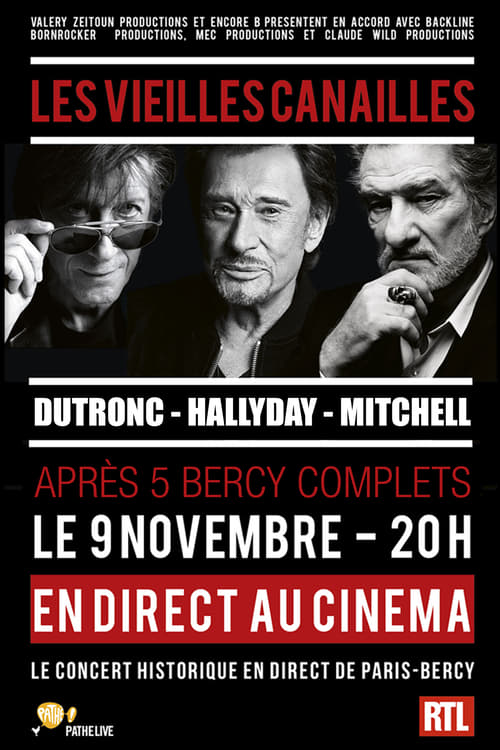 VALERY ZEITOUN PRODUCTIONS ET ENCORE B PRESENTENT EN ACCORD AVEC BACKLINE
BORNROCKER PRODUCTIONS, MEC PRODUCTIONS ET CLAUDE WILD PRODUCTIONS
LES VIEILLES CANAILLES
DUTRONC - HALLYDAY - MITCHELL
APRÈS 5 BERCY COMPLETS
LE 9 NOVEMBRE – 20H
EN DIRECT AU CINEMA
LE CONCERT HISTORIQUE EN DIRECT DE PARIS-BERCY
PATHE!
PATHELIVE
RTL